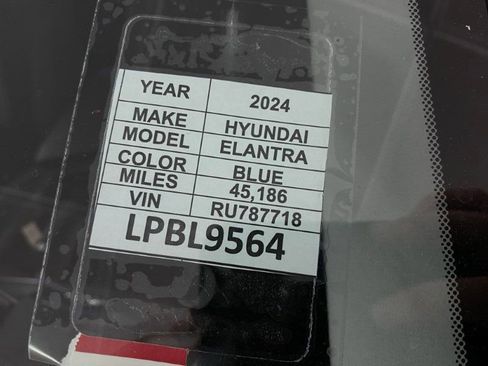 YEAR 2024
MAKE HYUNDAI
MODEL ELANTRA
COLOR BLUE
MILES 45,186
VIN RU787718
LPBL9564